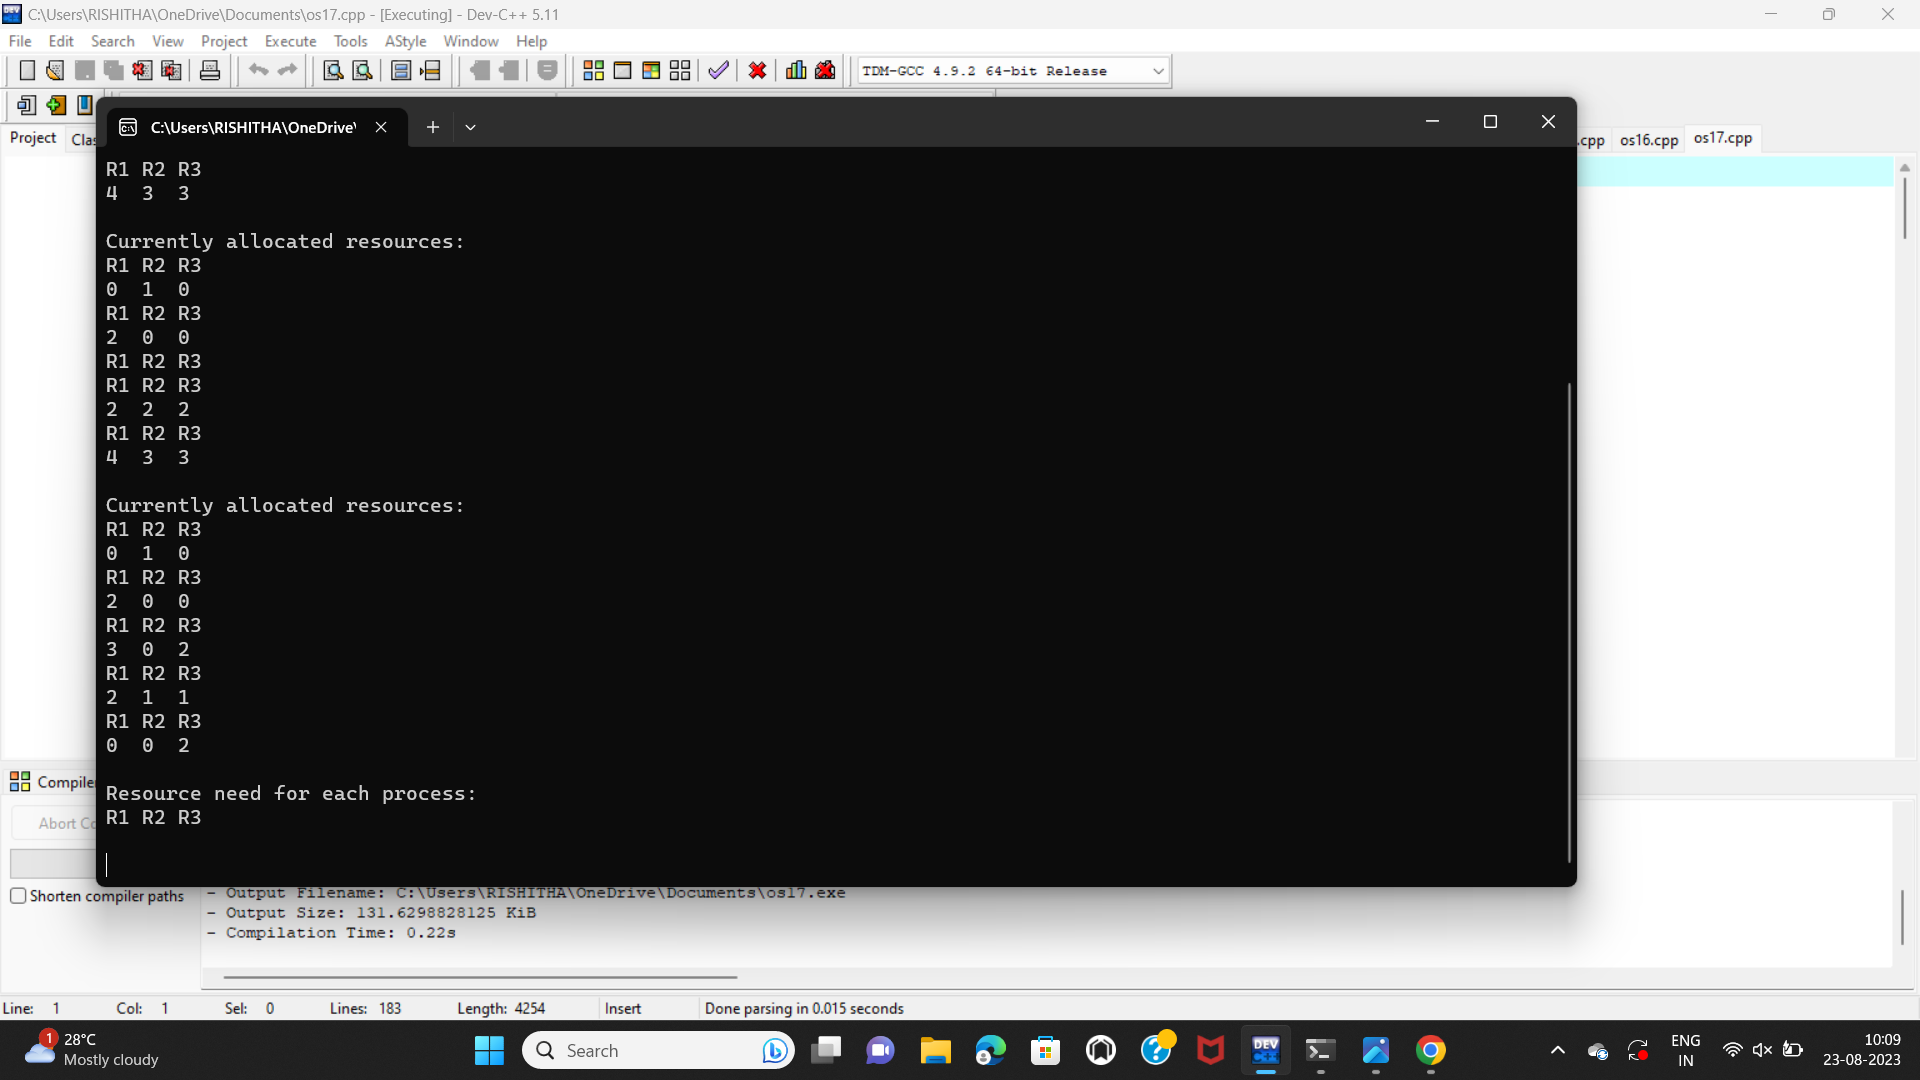 C:\Users\RISHITHA\OneDrive\Documents\os17.cpp - [Executing] - Dev-C++ 5.11
File Edit Search View Project Execute Tools AStyle Window Help
TDM-GCC 4.9.2 64-bit Release
C:\Users\RISHITHA\OneDrive\
Project
.cpp os16.cpp os17.cpp
R1 R2 R3
4 3 3
Currently allocated resources:
R1 R2 R3
0 1 0
R1 R2 R3
2 0 0
R1 R2 R3
R1 R2 R3
2 2 2
R1 R2 R3
4 3 3
Currently allocated resources:
R1 R2 R3
0 1 0
R1 R2 R3
2 0 0
R1 R2 R3
3 0 2
R1 R2 R3
2 1 1
R1 R2 R3
0 0 2
Resource need for each process:
R1 R2 R3
Compiler
Abort
Shorten compiler paths
- Output Filename: C:\Users\RISHITHA\OneDrive\Documents\os17.exe
- Output Size: 131.6298828125 KiB
- Compilation Time: 0.22s
Line: 1 Col: 1 Sel: 0 Lines: 183 Length: 4254 Insert Done parsing in 0.015 seconds
1
28°C
Mostly cloudy
Search
DEV C++
ENG
IN
10:09
23-08-2023